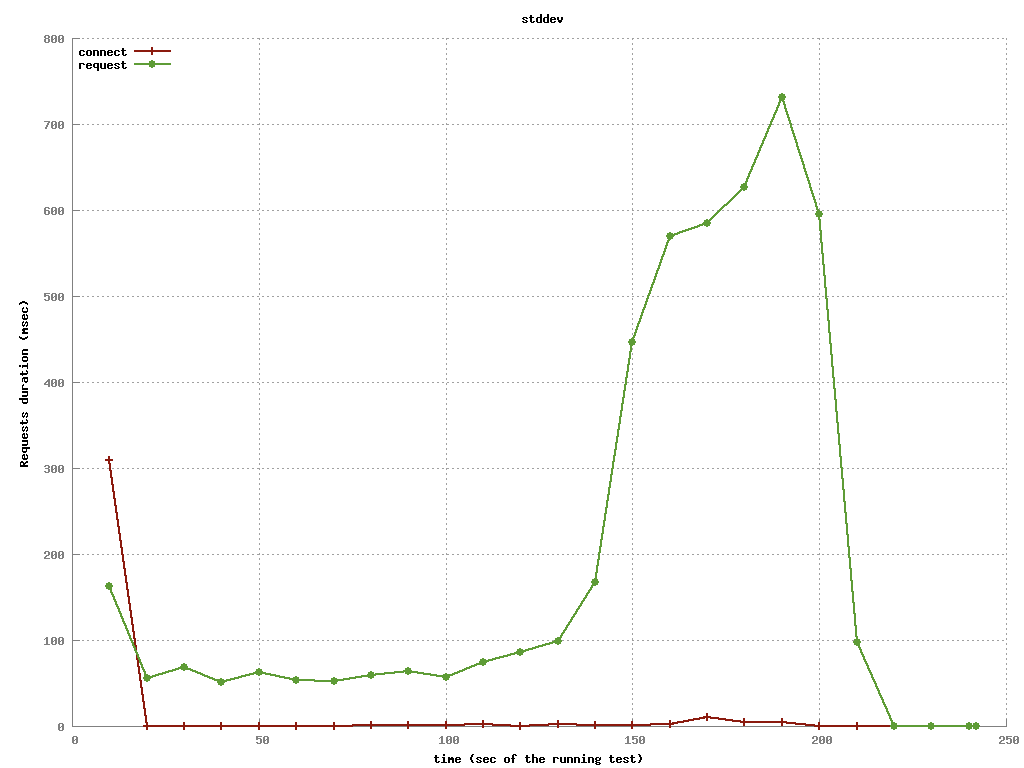 stddev
800
connect
request
700
600
500
400
300
200
100
0
Requests duration (msec)
0 50 100 150 200 250
time (sec of the running test)